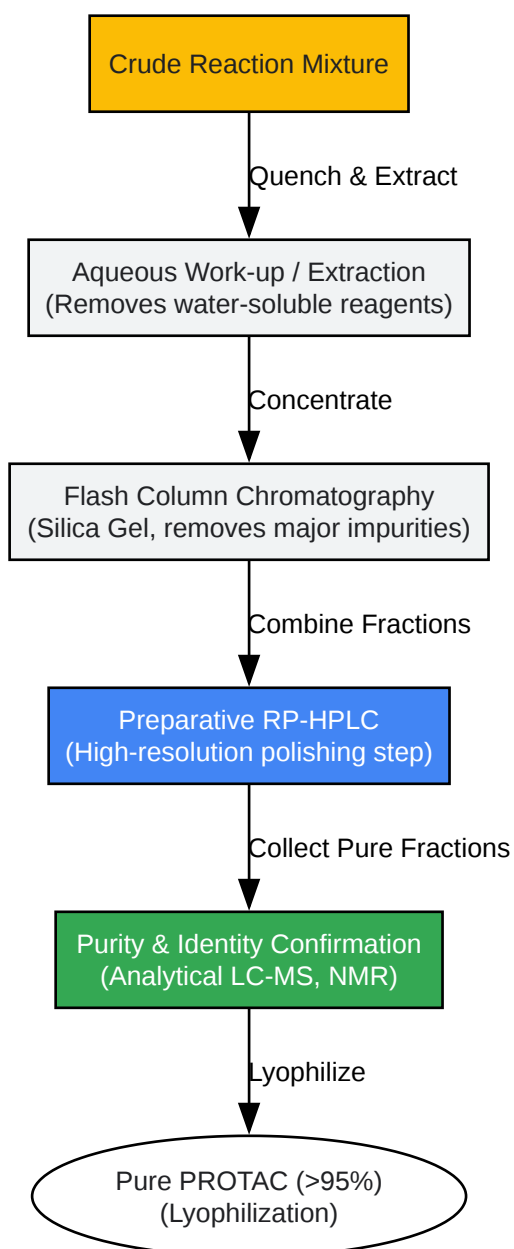 Crude Reaction Mixture
Quench & Extract
Aqueous Work-up / Extraction
(Removes water-soluble reagents)
Concentrate
Flash Column Chromatography
(Silica Gel, removes major impurities)
Combine Fractions
Preparative RP-HPLC
(High-resolution polishing step)
Collect Pure Fractions
Purity & Identity Confirmation
(Analytical LC-MS, NMR)
Lyophilize
Pure PROTAC (>95%)
(Lyophilization)